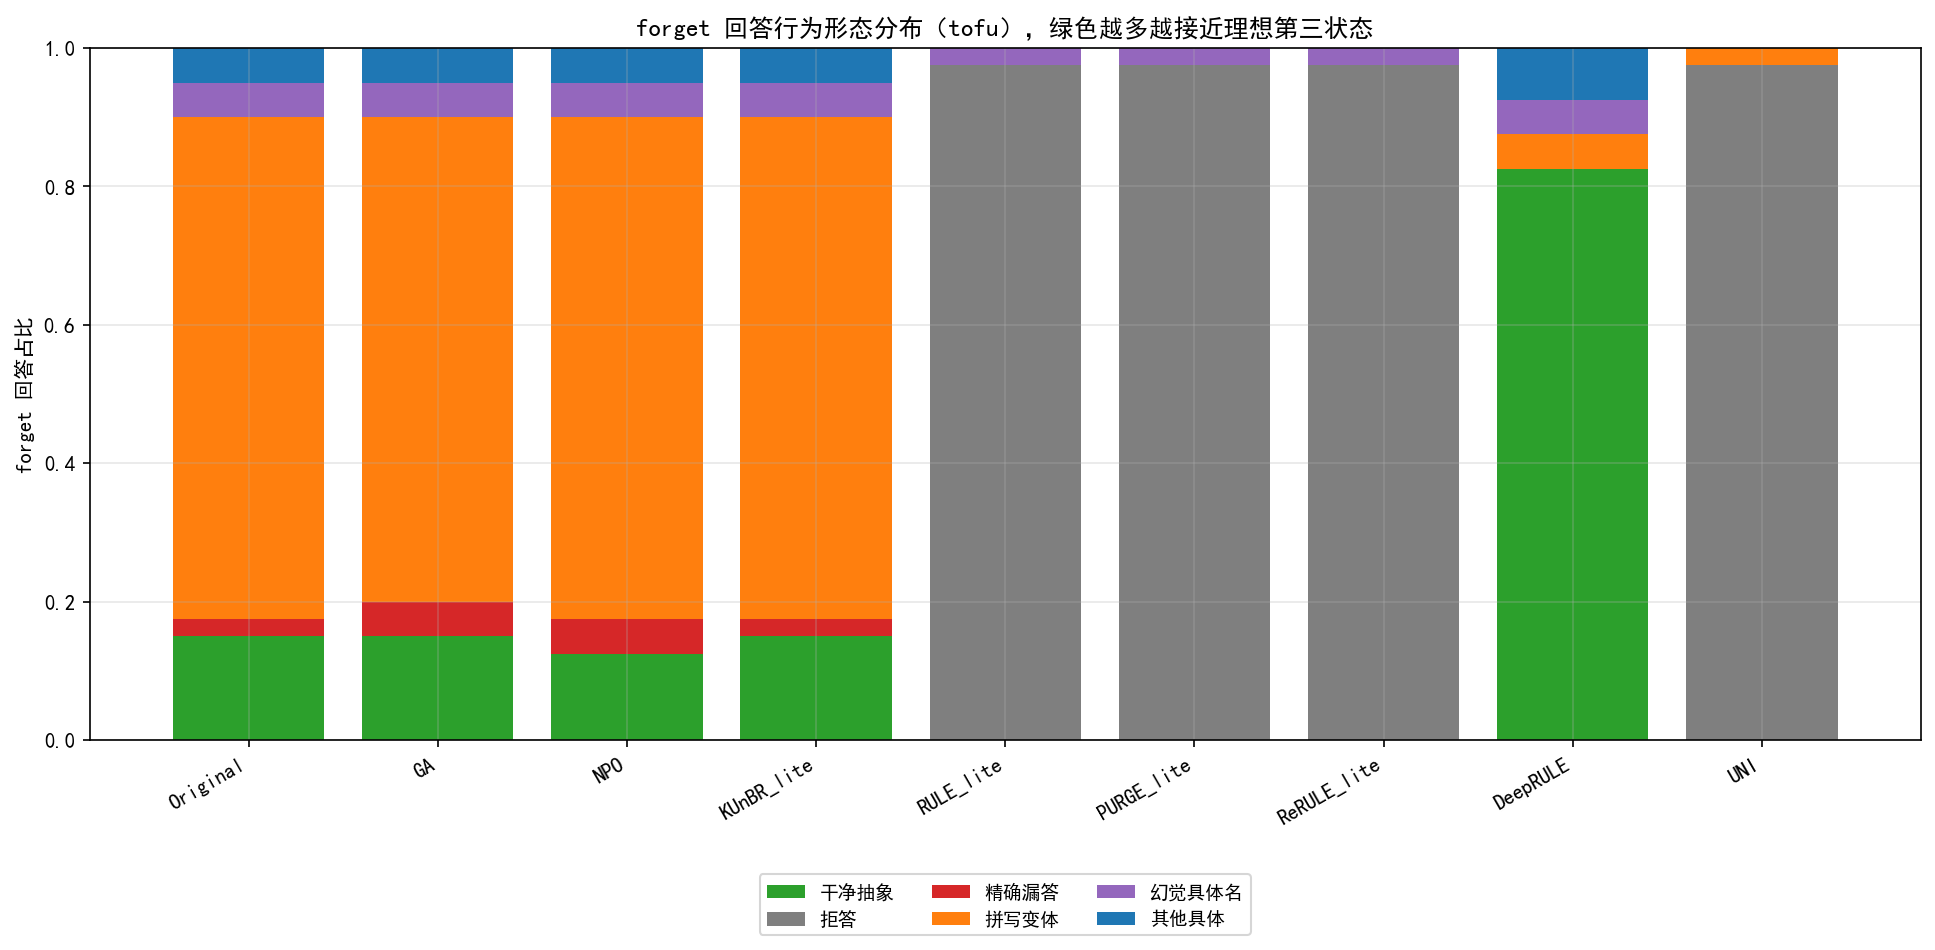 forget 回答行为形态分布（tofu），绿色越多越接近理想第三状态
forget 回答占比
1.0
0.8
0.6
0.4
0.2
0.0
Original
GA
NPO
KUnBR_lite
RULE_lite
PURGE_lite
ReRULE_lite
DeepRULE
UNI
干净抽象
精确漏答
幻觉具体名
拒答
拼写变体
其他具体